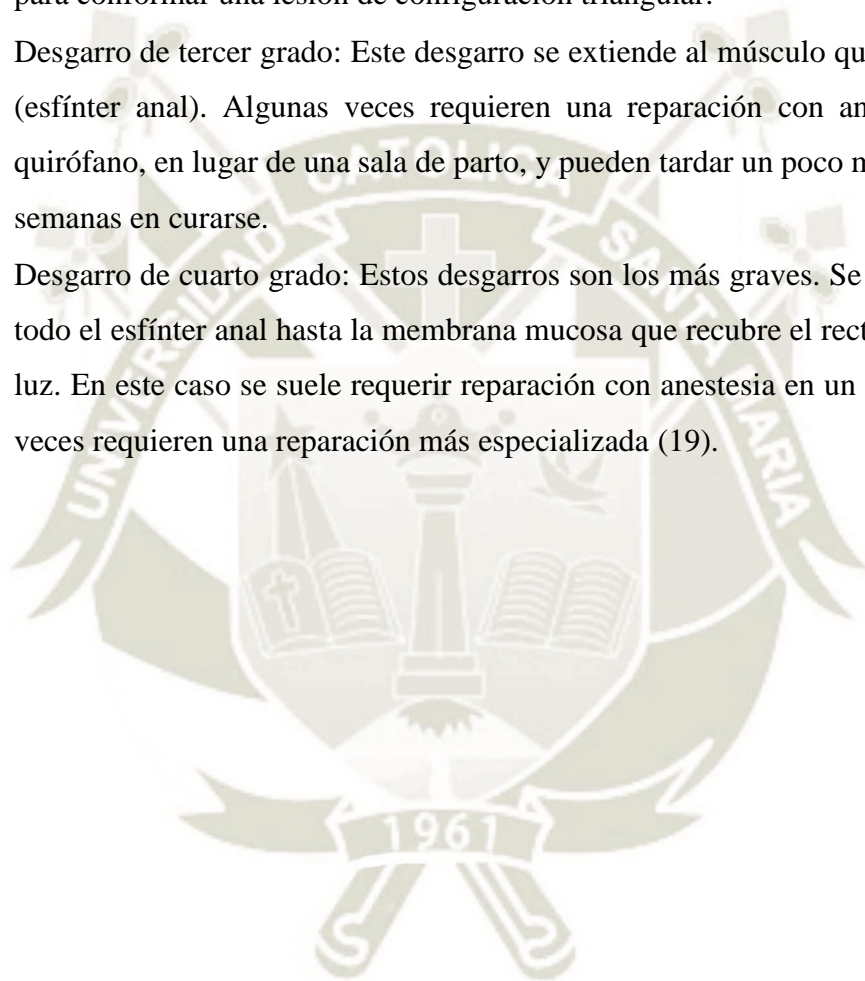 para conformar una lesión de configuración triangular.
Desgarro de tercer grado: Este desgarro se extiende al músculo qu
(esfínter anal). Algunas veces requieren una reparación con an
quirófano, en lugar de una sala de parto, y pueden tardar un poco m
semanas en curarse.
Desgarro de cuarto grado: Estos desgarros son los más graves. Se
todo el esfínter anal hasta la membrana mucosa que recubre el rect
luz. En este caso se suele requerir reparación con anestesia en un
veces requieren una reparación más especializada (19).
UNIVERSIDAD CATOLICA SANTA MARIA
1961